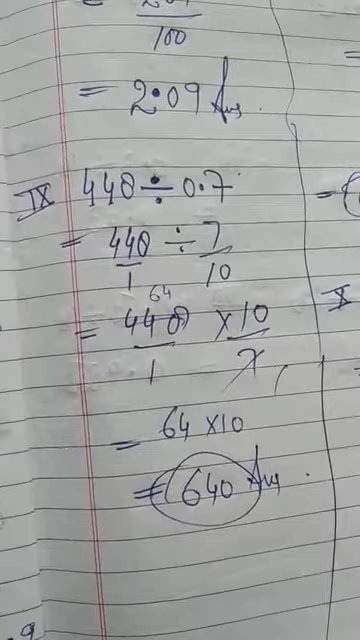 100
= 2.09 Ans.
IX 448 ÷ 0.7
= 448/1 ÷ 7/10
64
= 448/1 × 10/7
= 64 × 10
= 640 Ans.
X